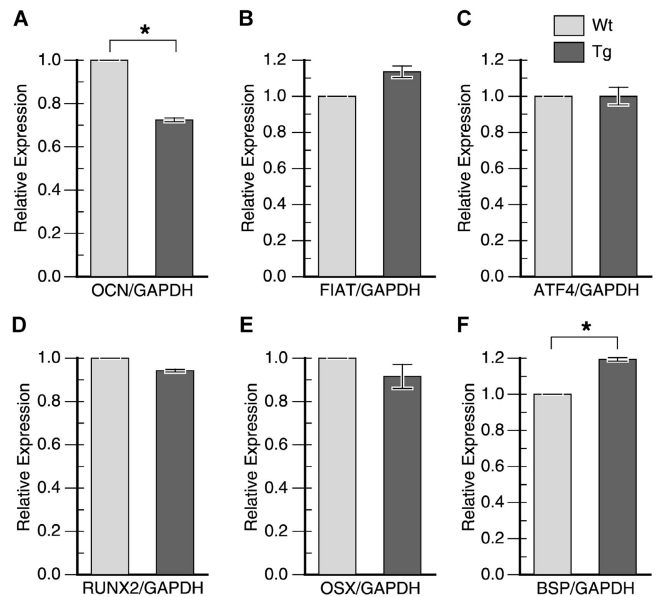 A
*
1.0
0.8
0.6
0.4
0.2
0.0
Relative Expression
OCN/GAPDH
B
1.2
1.0
0.8
0.6
0.4
0.2
0.0
Relative Expression
FIAT/GAPDH
C
Wt
Tg
1.2
1.0
0.8
0.6
0.4
0.2
0.0
Relative Expression
ATF4/GAPDH
D
1.0
0.8
0.6
0.4
0.2
0.0
Relative Expression
RUNX2/GAPDH
E
1.0
0.8
0.6
0.4
0.2
0.0
Relative Expression
OSX/GAPDH
F
*
1.2
1.0
0.8
0.6
0.4
0.2
0.0
Relative Expression
BSP/GAPDH